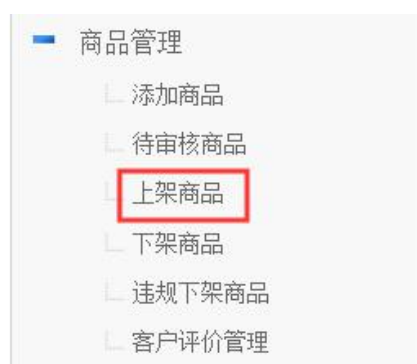 商品管理
添加商品
待审核商品
上架商品
下架商品
违规下架商品
客户评价管理